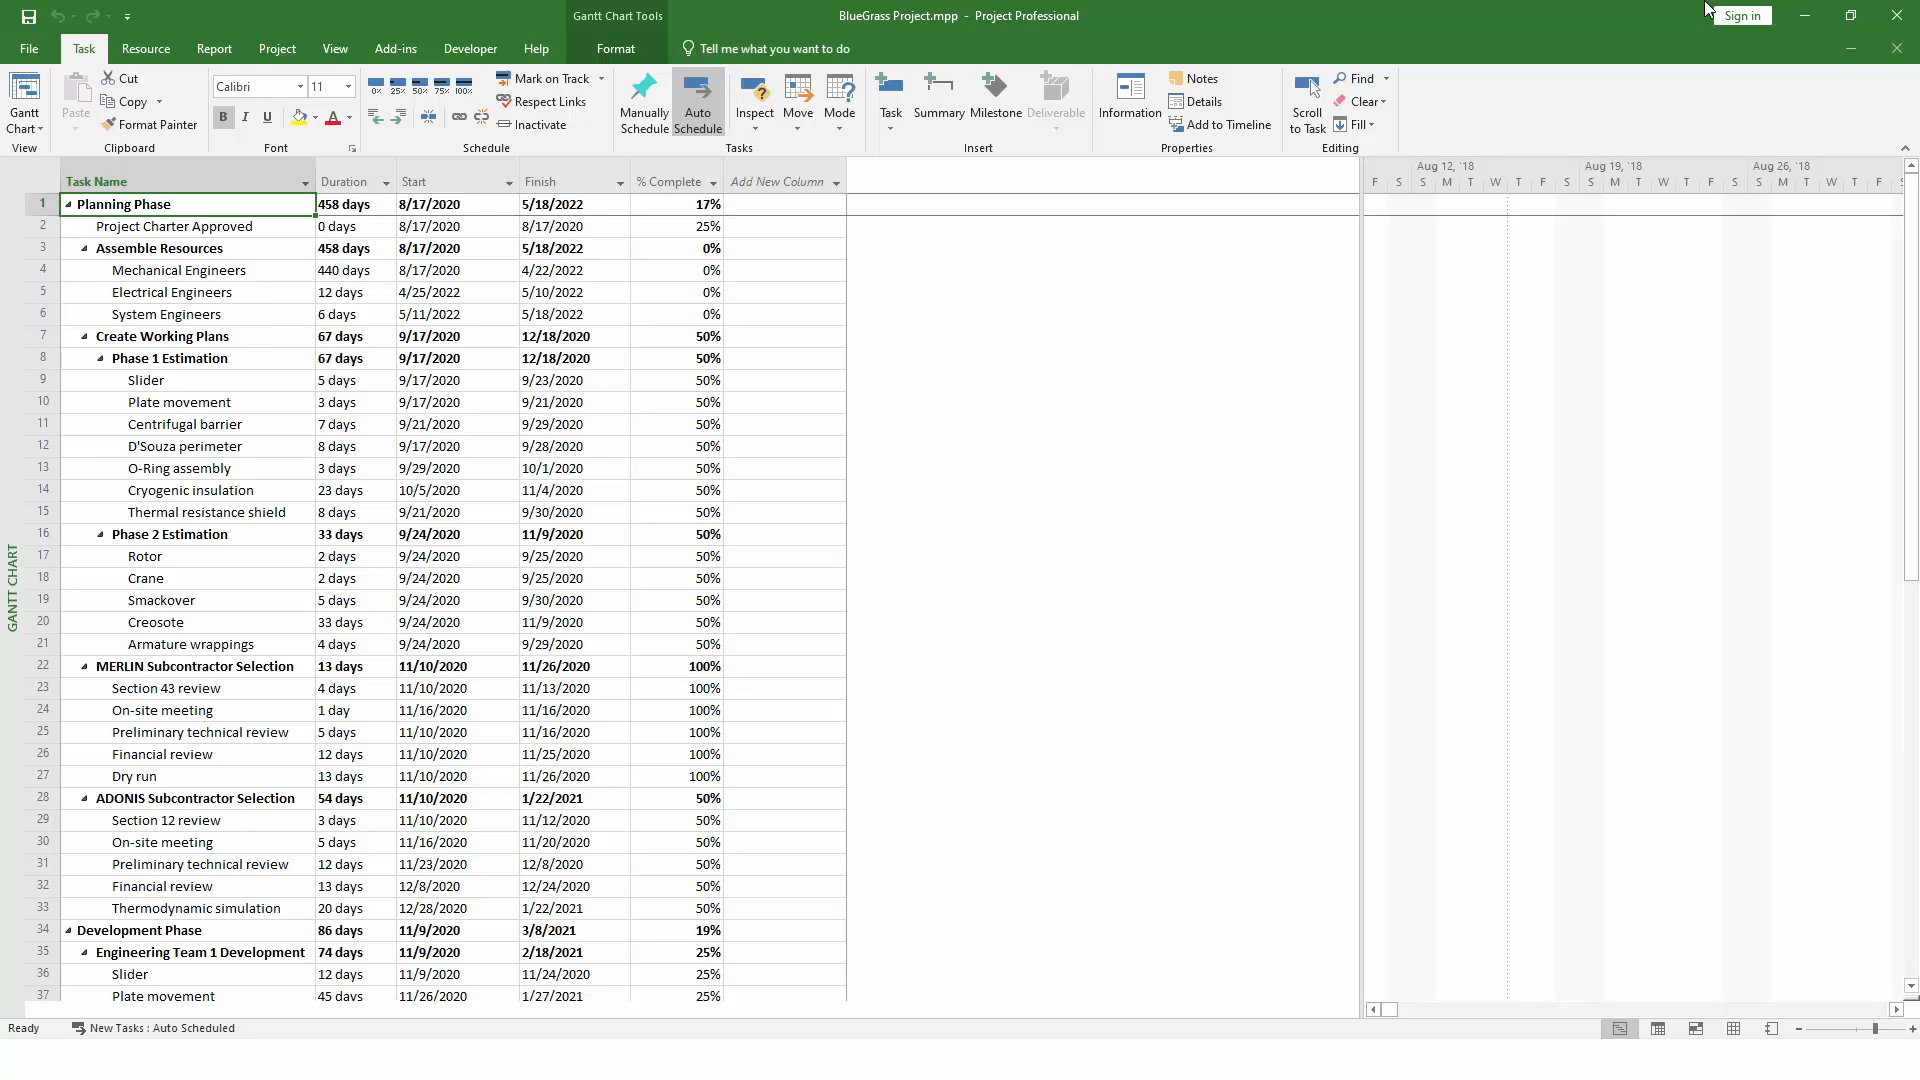 Gantt Chart Tools BlueGrass Project.mpp - Project Professional Sign in
File Task Resource Report Project View Add-ins Developer Help Format Tell me what you want to do
Cut Calibri 11 0% 25% 50% 75% 100% Mark on Track Notes Find
Copy Respect Links Details Clear
Gantt Chart Paste Format Painter B I U A Inactivate Manually Schedule Auto Schedule Inspect Move Mode Task Summary Milestone Deliverable Information Add to Timeline Scroll to Task Fill
View Clipboard Font Schedule Tasks Insert Properties Editing
Aug 12, '18 Aug 19, '18 Aug 26, '18
Task Name Duration Start Finish % Complete Add New Column F S S M T W T F S S M T W T F S S M T W T F S
1 Planning Phase 458 days 8/17/2020 5/18/2022 17%
2 Project Charter Approved 0 days 8/17/2020 8/17/2020 25%
3 Assemble Resources 458 days 8/17/2020 5/18/2022 0%
4 Mechanical Engineers 440 days 8/17/2020 4/22/2022 0%
5 Electrical Engineers 12 days 4/25/2022 5/10/2022 0%
6 System Engineers 6 days 5/11/2022 5/18/2022 0%
7 Create Working Plans 67 days 9/17/2020 12/18/2020 50%
8 Phase 1 Estimation 67 days 9/17/2020 12/18/2020 50%
9 Slider 5 days 9/17/2020 9/23/2020 50%
10 Plate movement 3 days 9/17/2020 9/21/2020 50%
11 Centrifugal barrier 7 days 9/21/2020 9/29/2020 50%
12 D'Souza perimeter 8 days 9/17/2020 9/28/2020 50%
13 O-Ring assembly 3 days 9/29/2020 10/1/2020 50%
14 Cryogenic insulation 23 days 10/5/2020 11/4/2020 50%
15 Thermal resistance shield 8 days 9/21/2020 9/30/2020 50%
16 Phase 2 Estimation 33 days 9/24/2020 11/9/2020 50%
17 Rotor 2 days 9/24/2020 9/25/2020 50%
18 Crane 2 days 9/24/2020 9/25/2020 50%
19 Smackover 5 days 9/24/2020 9/30/2020 50%
20 Creosote 33 days 9/24/2020 11/9/2020 50%
21 Armature wrappings 4 days 9/24/2020 9/29/2020 50%
22 MERLIN Subcontractor Selection 13 days 11/10/2020 11/26/2020 100%
23 Section 43 review 4 days 11/10/2020 11/13/2020 100%
24 On-site meeting 1 day 11/16/2020 11/16/2020 100%
25 Preliminary technical review 5 days 11/10/2020 11/16/2020 100%
26 Financial review 12 days 11/10/2020 11/25/2020 100%
27 Dry run 13 days 11/10/2020 11/26/2020 100%
28 ADONIS Subcontractor Selection 54 days 11/10/2020 1/22/2021 50%
29 Section 12 review 3 days 11/10/2020 11/12/2020 50%
30 On-site meeting 5 days 11/16/2020 11/20/2020 50%
31 Preliminary technical review 12 days 11/23/2020 12/8/2020 50%
32 Financial review 13 days 12/8/2020 12/24/2020 50%
33 Thermodynamic simulation 20 days 12/28/2020 1/22/2021 50%
34 Development Phase 86 days 11/9/2020 3/8/2021 19%
35 Engineering Team 1 Development 74 days 11/9/2020 2/18/2021 25%
36 Slider 12 days 11/9/2020 11/24/2020 25%
37 Plate movement 45 days 11/26/2020 1/27/2021 25%
GANTT CHART
Ready New Tasks : Auto Scheduled